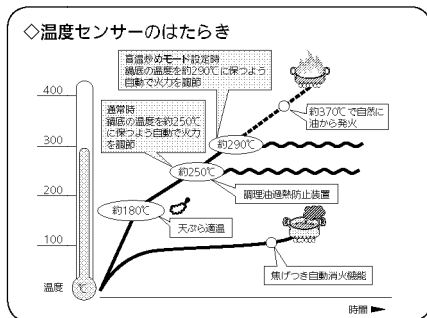 ◇温度センサーのはたらき
高温炒めモード設定時
鍋底の温度を約290℃に保つよう
自動で火力を調節
通常時
鍋底の温度を約250℃
に保つよう自動で火力
を調節
400
300
200
100
約370℃で自然に
油から発火
約290℃
約250℃
調理油過熱防止装置
約180℃
天ぷら適温
焦げつき自動消火機能
温度
℃
時間